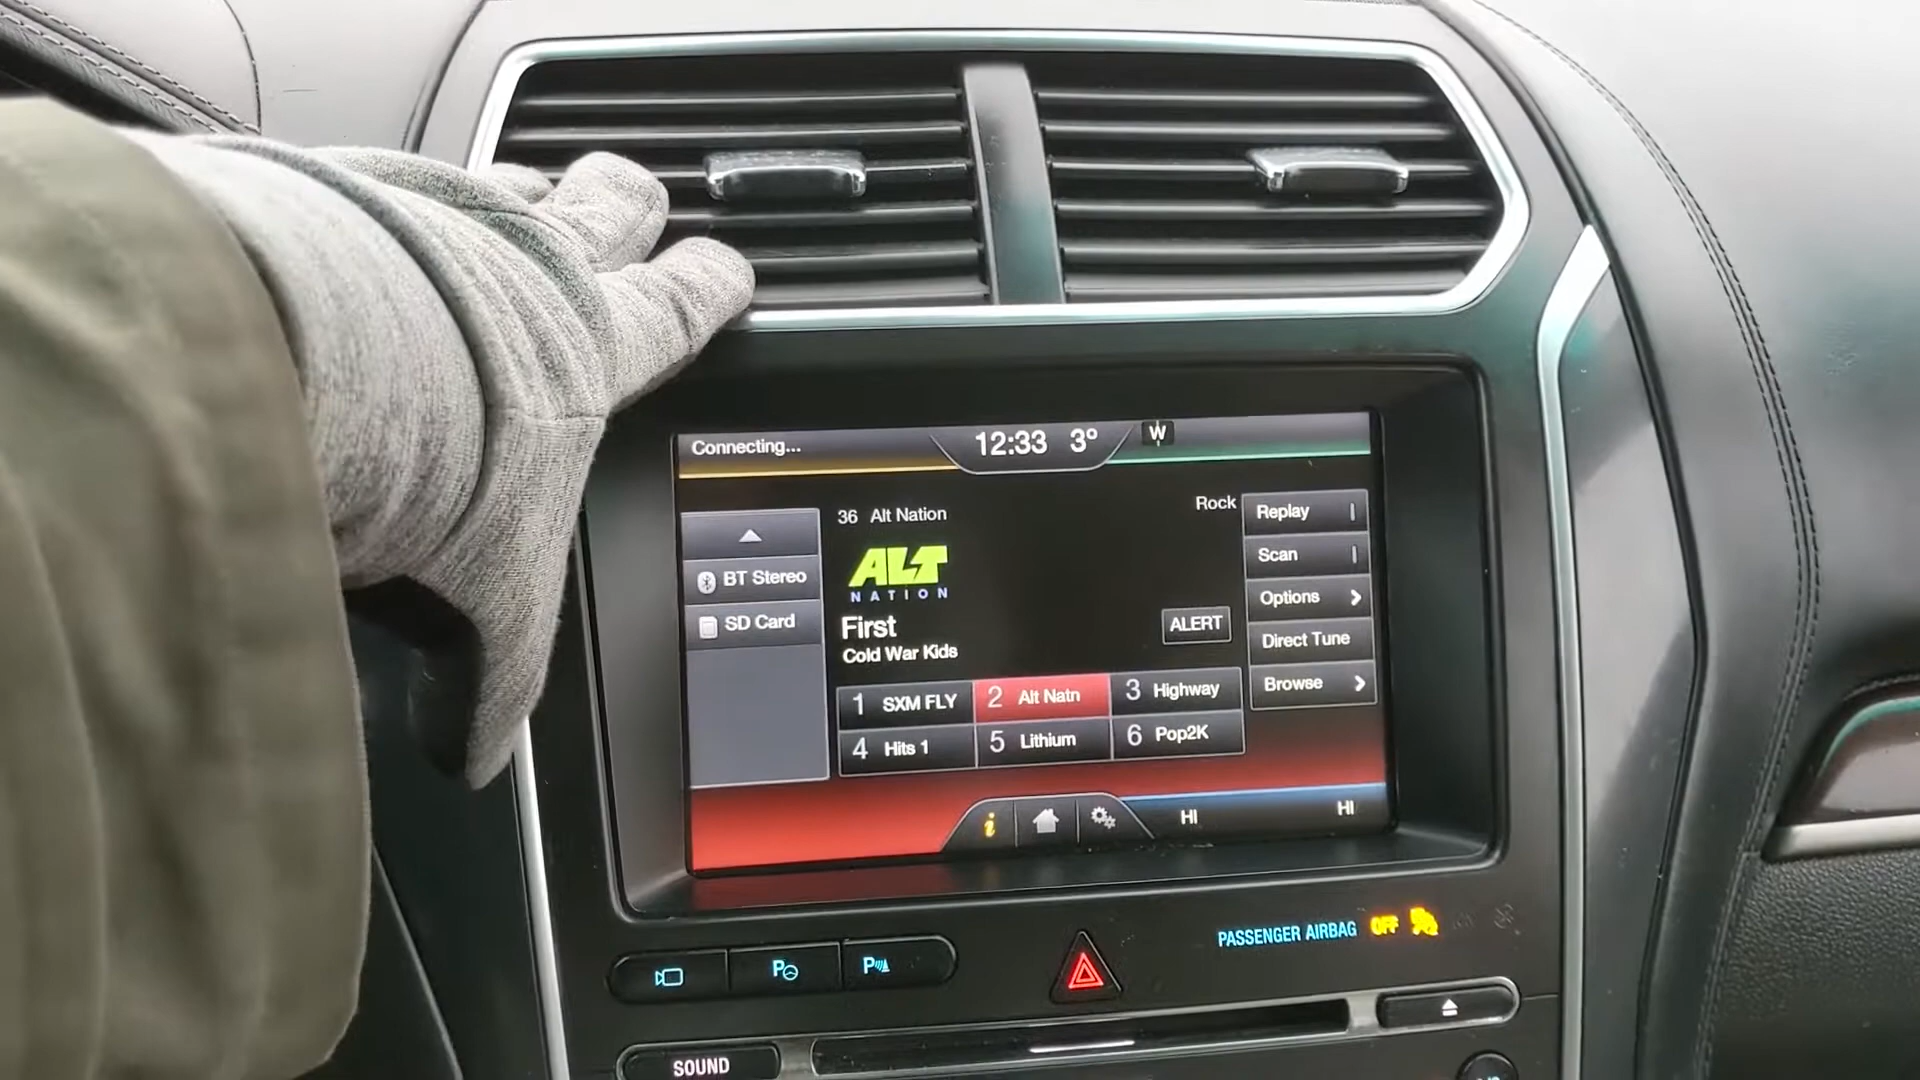 Connecting... 12:33 3° W
36 Alt Nation Rock
ALT
NATION
First
Cold War Kids
ALERT
BT Stereo
SD Card
Replay
Scan
Options
Direct Tune
Browse
1 SXM FLY 2 Alt Natn 3 Highway
4 Hits 1 5 Lithium 6 Pop2K
i HI HI
PASSENGER AIRBAG OFF
P P
SOUND